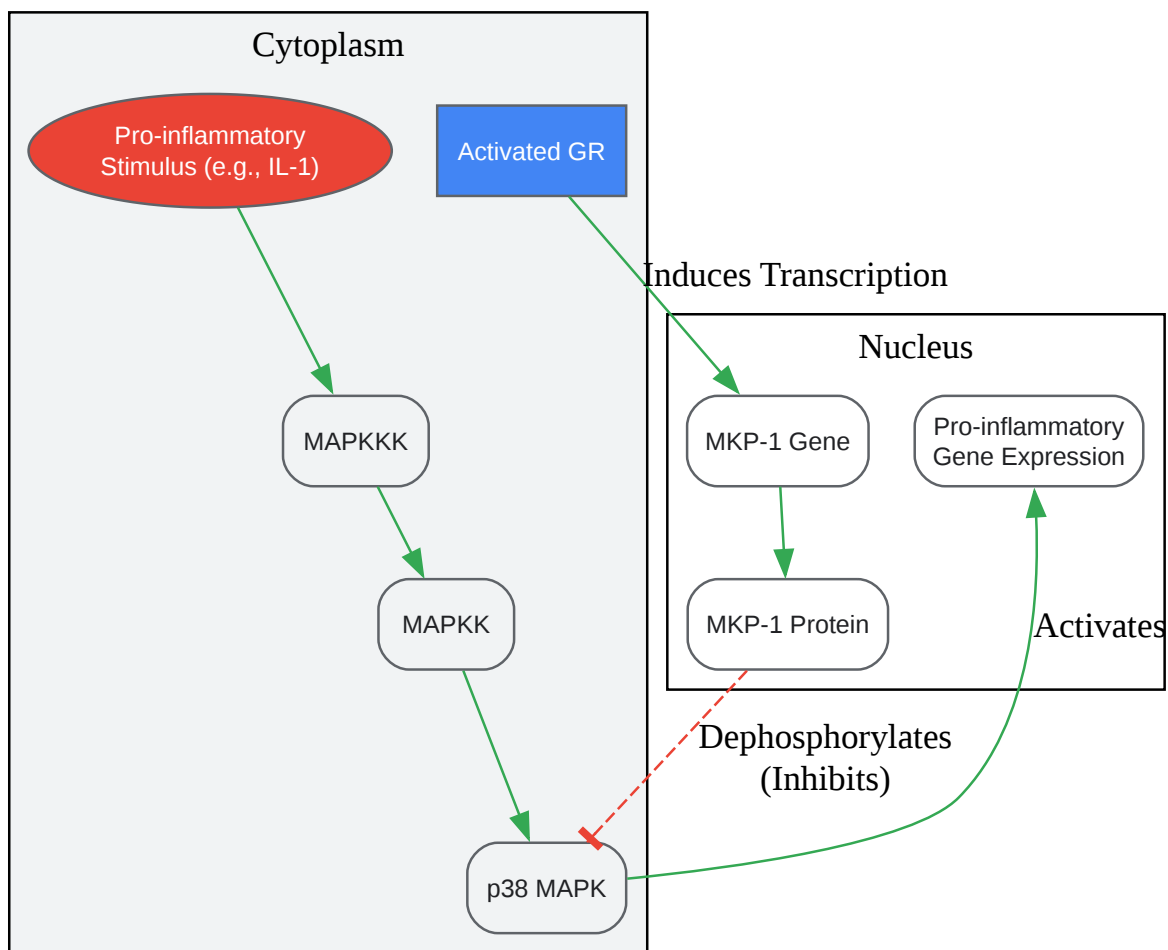 Cytoplasm
Pro-inflammatory
Stimulus (e.g., IL-1)
Activated GR
Induces Transcription
Nucleus
MAPKKK
MKP-1 Gene
Pro-inflammatory
Gene Expression
MAPKK
MKP-1 Protein
Activates
Dephosphorylates
(Inhibits)
p38 MAPK